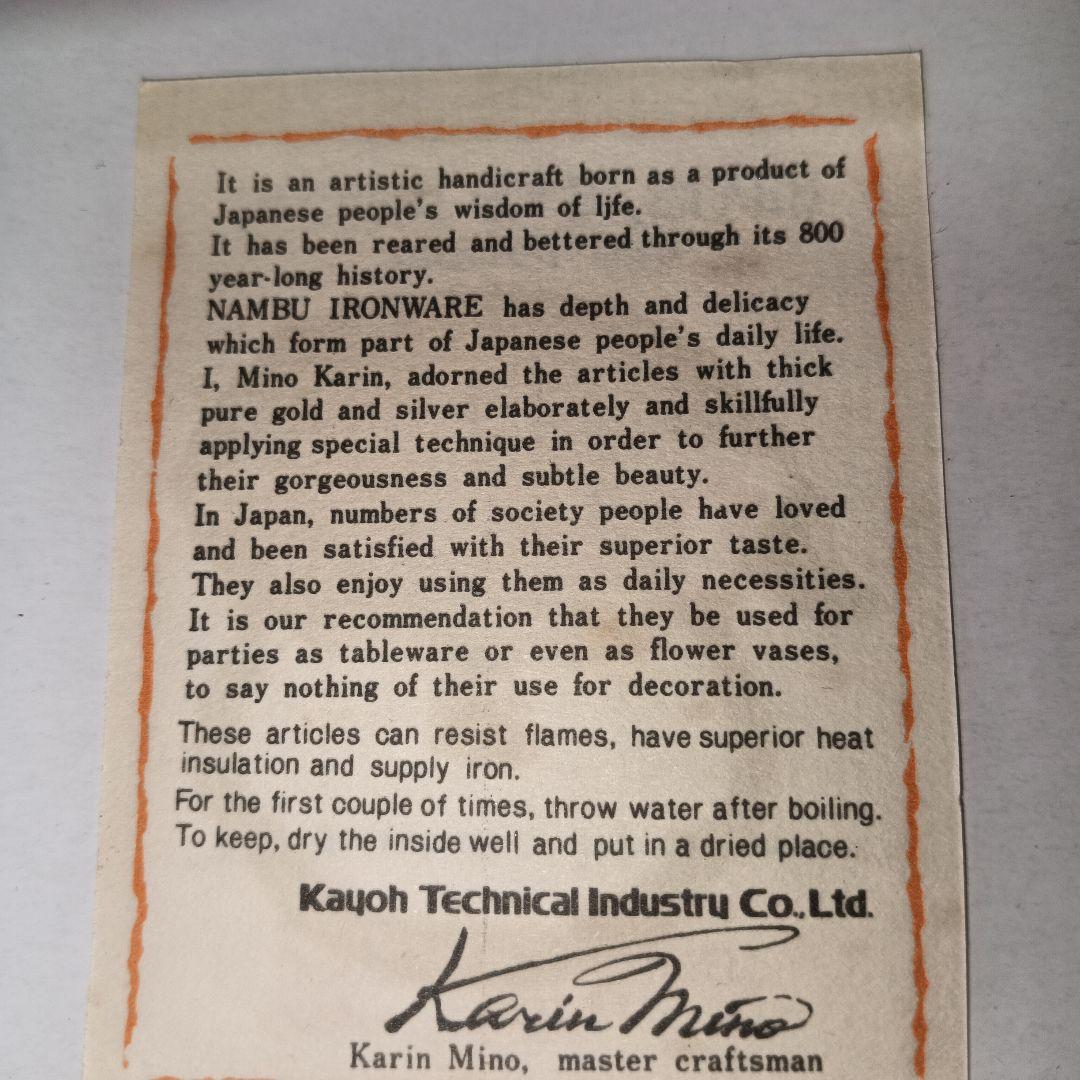 It is an artistic handicraft born as a product of
Japanese people's wisdom of ljfe.
It has been reared and bettered through its 800
year-long history.
NAMBU IRONWARE has depth and delicacy
which form part of Japanese people's daily life.
I, Mino Karin, adorned the articles with thick
pure gold and silver elaborately and skillfully
applying special technique in order to further
their gorgeousness and subtle beauty.
In Japan, numbers of society people have loved
and been satisfied with their superior taste.
They also enjoy using them as daily necessities.
It is our recommendation that they be used for
parties as tableware or even as flower vases,
to say nothing of their use for decoration.
These articles can resist flames, have superior heat
insulation and supply iron.
For the first couple of times, throw water after boiling.
To keep, dry the inside well and put in a dried place.
Kayoh Technical Industry Co., Ltd.
Karin Mino
Karin Mino, master craftsman